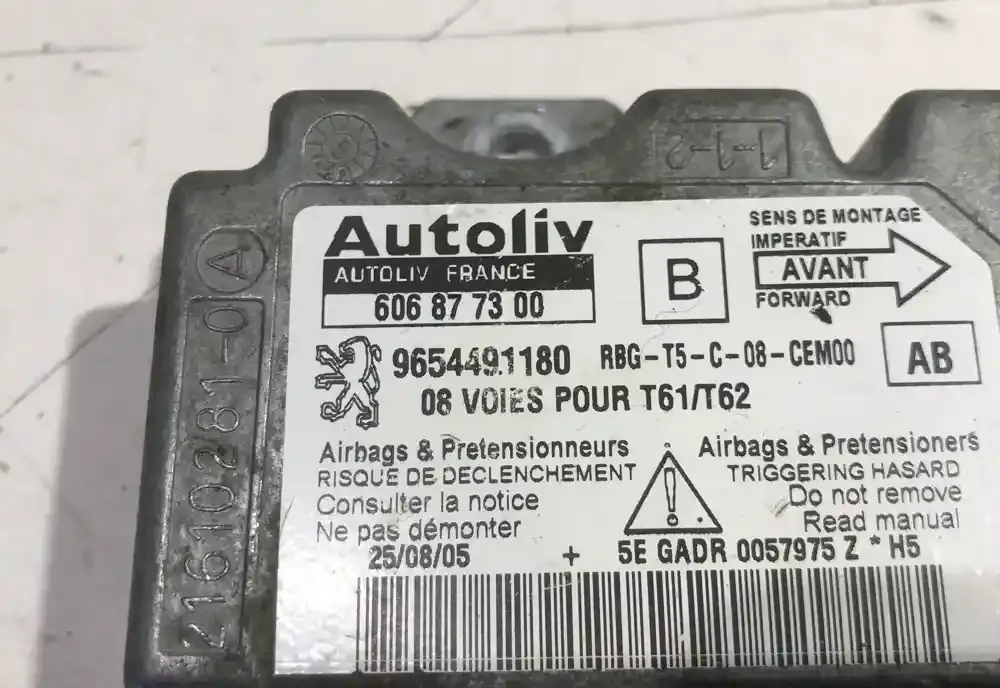 1-1-2
A
21610281-0
Autoliv
AUTOLIV FRANCE
606 87 73 00
B
SENS DE MONTAGE
IMPERATIF
AVANT
FORWARD
9654491180 RBG-T5-C-08-CEM00
AB
08 VOIES POUR T61/T62
Airbags & Pretensionneurs
RISQUE DE DECLENCHEMENT
Consulter la notice
Ne pas démonter
Airbags & Pretensioners
TRIGGERING HASARD
Do not remove
Read manual
25/08/05 + 5E GADR 0057975 Z * H5